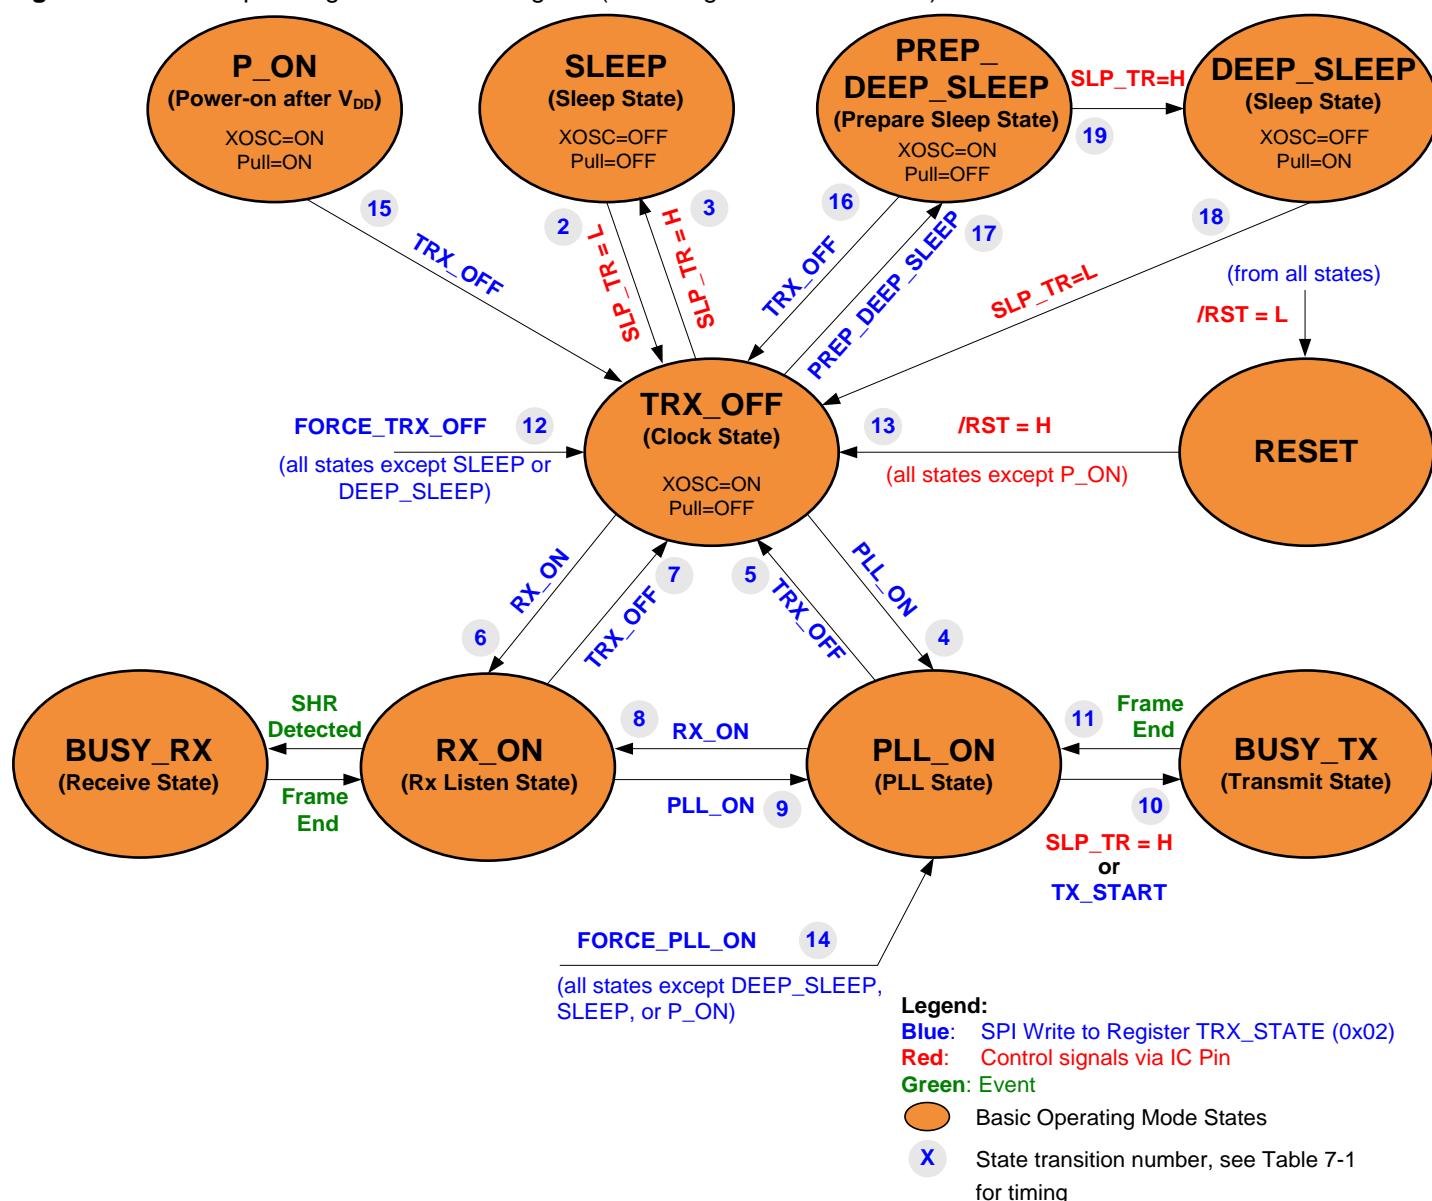 P_ON
(Power-on after VDD)
XOSC=ON
Pull=ON
SLEEP
(Sleep State)
XOSC=OFF
Pull=OFF
PREP_
DEEP_SLEEP
(Prepare Sleep State)
XOSC=ON
Pull=OFF
SLP_TR=H
19
DEEP_SLEEP
(Sleep State)
XOSC=OFF
Pull=ON
15
TRX_OFF
2
SLP_TR = L
3
SLP_TR = H
16
TRX_OFF
17
PREP_DEEP_SLEEP
18
SLP_TR=L
(from all states)
/RST = L
FORCE_TRX_OFF
12
(all states except SLEEP or
DEEP_SLEEP)
TRX_OFF
(Clock State)
XOSC=ON
Pull=OFF
13
/RST = H
(all states except P_ON)
RESET
RX_ON
6
7
TRX_OFF
5
TRX_OFF
PLL_ON
4
BUSY_RX
(Receive State)
SHR
Detected
Frame
End
RX_ON
(Rx Listen State)
8
RX_ON
PLL_ON
9
PLL_ON
(PLL State)
11
Frame
End
10
SLP_TR = H
or
TX_START
BUSY_TX
(Transmit State)
FORCE_PLL_ON
14
(all states except DEEP_SLEEP,
SLEEP, or P_ON)
Legend:
Blue: SPI Write to Register TRX_STATE (0x02)
Red: Control signals via IC Pin
Green: Event
Basic Operating Mode States
X State transition number, see Table 7-1
for timing